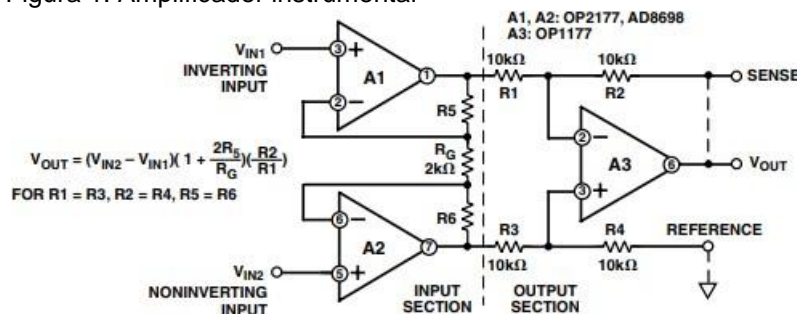 Figura 1. Amplificador instrumental
A1, A2: OP2177, AD8698
A3: OP1177
VIN1
INVERTING
INPUT
3
+
2
−
A1
1
R5
10kΩ
R1
10kΩ
R2
SENSE
VOUT = (VIN2 – VIN1)( 1 + 2R5/RG)(R2/R1)
FOR R1 = R3, R2 = R4, R5 = R6
RG
2kΩ
2
−
3
+
A3
6
VOUT
6
−
5
+
A2
7
R6
R3
10kΩ
R4
10kΩ
REFERENCE
VIN2
NONINVERTING
INPUT
INPUT
SECTION
OUTPUT
SECTION